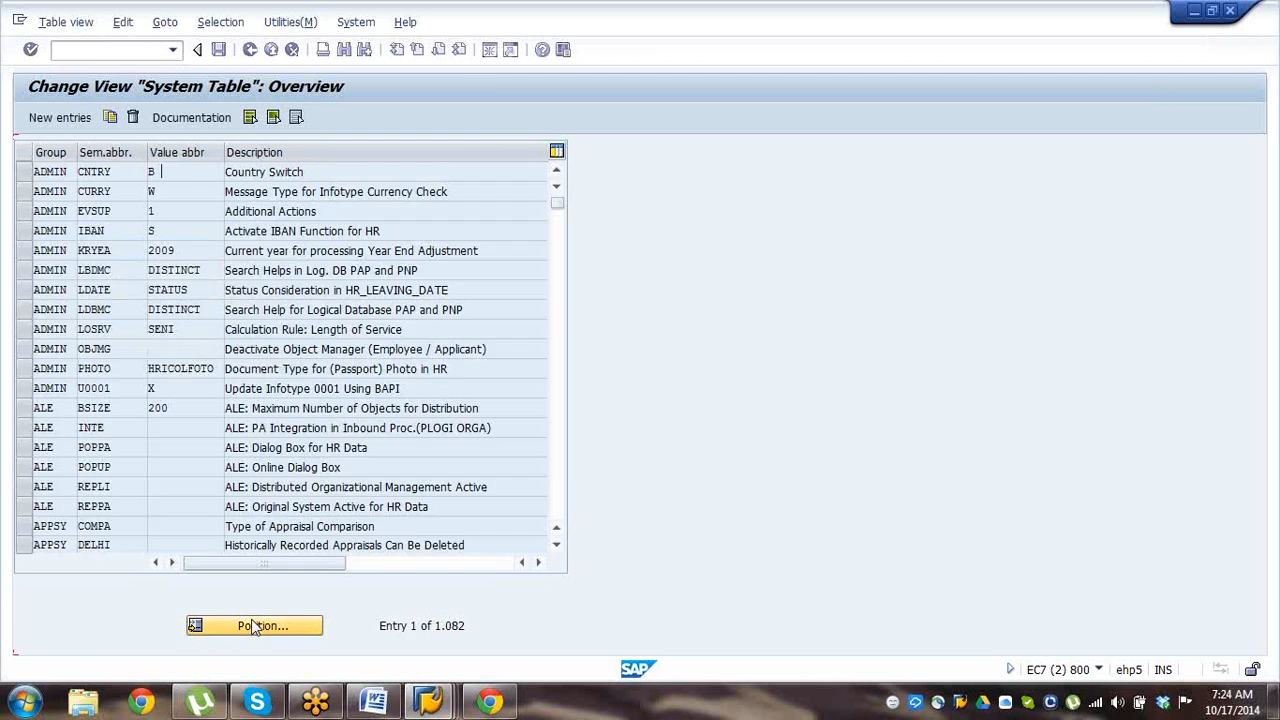 Table view Edit Goto Selection Utilities(M) System Help
Change View "System Table": Overview
New entries Documentation
Group Sem.abbr. Value abbr Description
ADMIN CNTRY B Country Switch
ADMIN CURRY W Message Type for Infotype Currency Check
ADMIN EVSUP 1 Additional Actions
ADMIN IBAN S Activate IBAN Function for HR
ADMIN KRYEA 2009 Current year for processing Year End Adjustment
ADMIN LBDMC DISTINCT Search Helps in Log. DB PAP and PNP
ADMIN LDATE STATUS Status Consideration in HR_LEAVING_DATE
ADMIN LDBMC DISTINCT Search Help for Logical Database PAP and PNP
ADMIN LOSRV SENI Calculation Rule: Length of Service
ADMIN OBJMG Deactivate Object Manager (Employee / Applicant)
ADMIN PHOTO HRICOLFOTO Document Type for (Passport) Photo in HR
ADMIN U0001 X Update Infotype 0001 Using BAPI
ALE BSIZE 200 ALE: Maximum Number of Objects for Distribution
ALE INTE ALE: PA Integration in Inbound Proc.(PLOGI ORGA)
ALE POPPA ALE: Dialog Box for HR Data
ALE POPUP ALE: Online Dialog Box
ALE REPLI ALE: Distributed Organizational Management Active
ALE REPPA ALE: Original System Active for HR Data
APPSY COMPA Type of Appraisal Comparison
APPSY DELHI Historically Recorded Appraisals Can Be Deleted
Position... Entry 1 of 1.082
SAP EC7 (2) 800 ehp5 INS
7:24 AM
10/17/2014